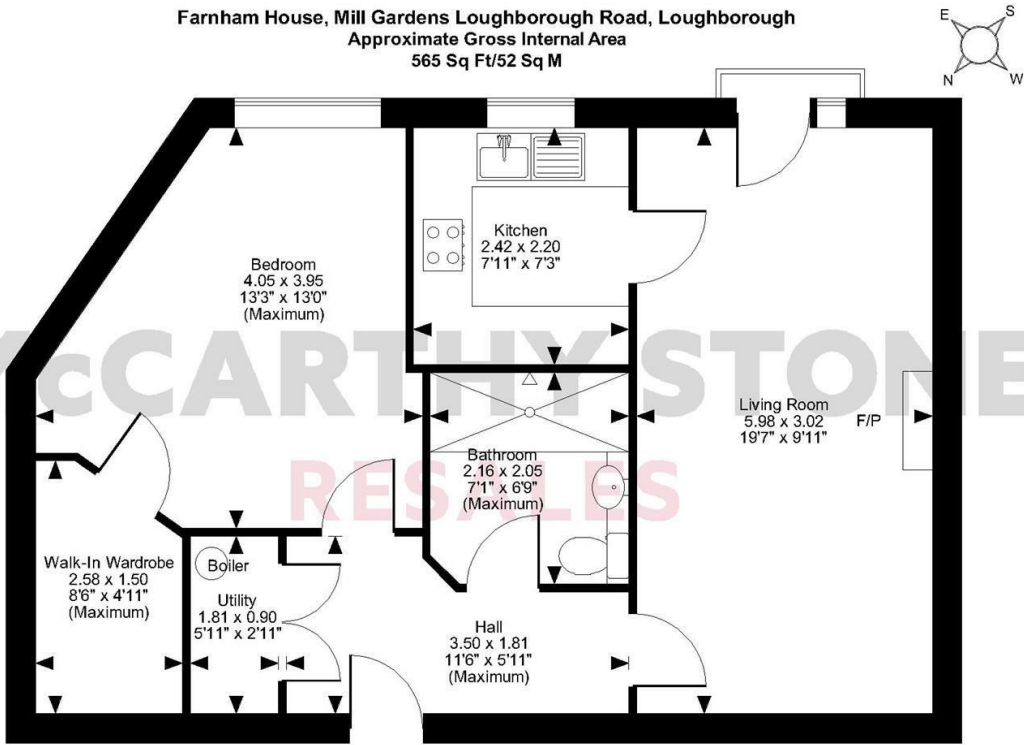 Farnham House, Mill Gardens Loughborough Road, Loughborough
Approximate Gross Internal Area
565 Sq Ft/52 Sq M
E
S
N
W
Kitchen
2.42 x 2.20
7'11" x 7'3"
Bedroom
4.05 x 3.95
13'3" x 13'0"
(Maximum)
McCARTHY STONE
RESALES
Living Room
5.98 x 3.02
19'7" x 9'11"
F/P
Bathroom
2.16 x 2.05
7'1" x 6'9"
(Maximum)
Walk-In Wardrobe
2.58 x 1.50
8'6" x 4'11"
(Maximum)
Boiler
Utility
1.81 x 0.90
5'11" x 2'11"
Hall
3.50 x 1.81
11'6" x 5'11"
(Maximum)